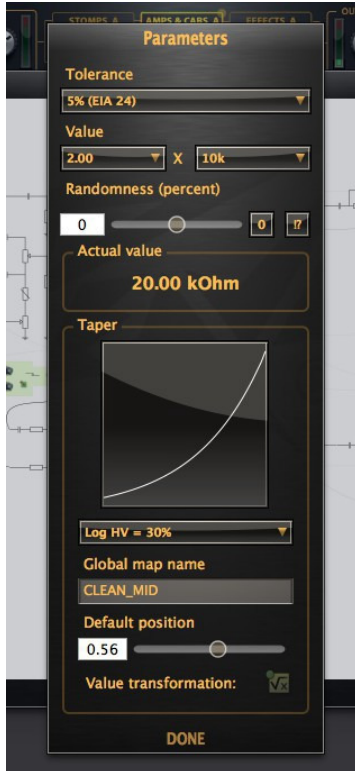 STOMPS A AMPS & CABS A EFFECTS A OU
Parameters
Tolerance
5% (EIA 24)
Value
2.00 X 10k
Randomness (percent)
0 0 !?
Actual value
20.00 kOhm
Taper
Log HV = 30%
Global map name
CLEAN_MID
Default position
0.56
Value transformation: √x
DONE